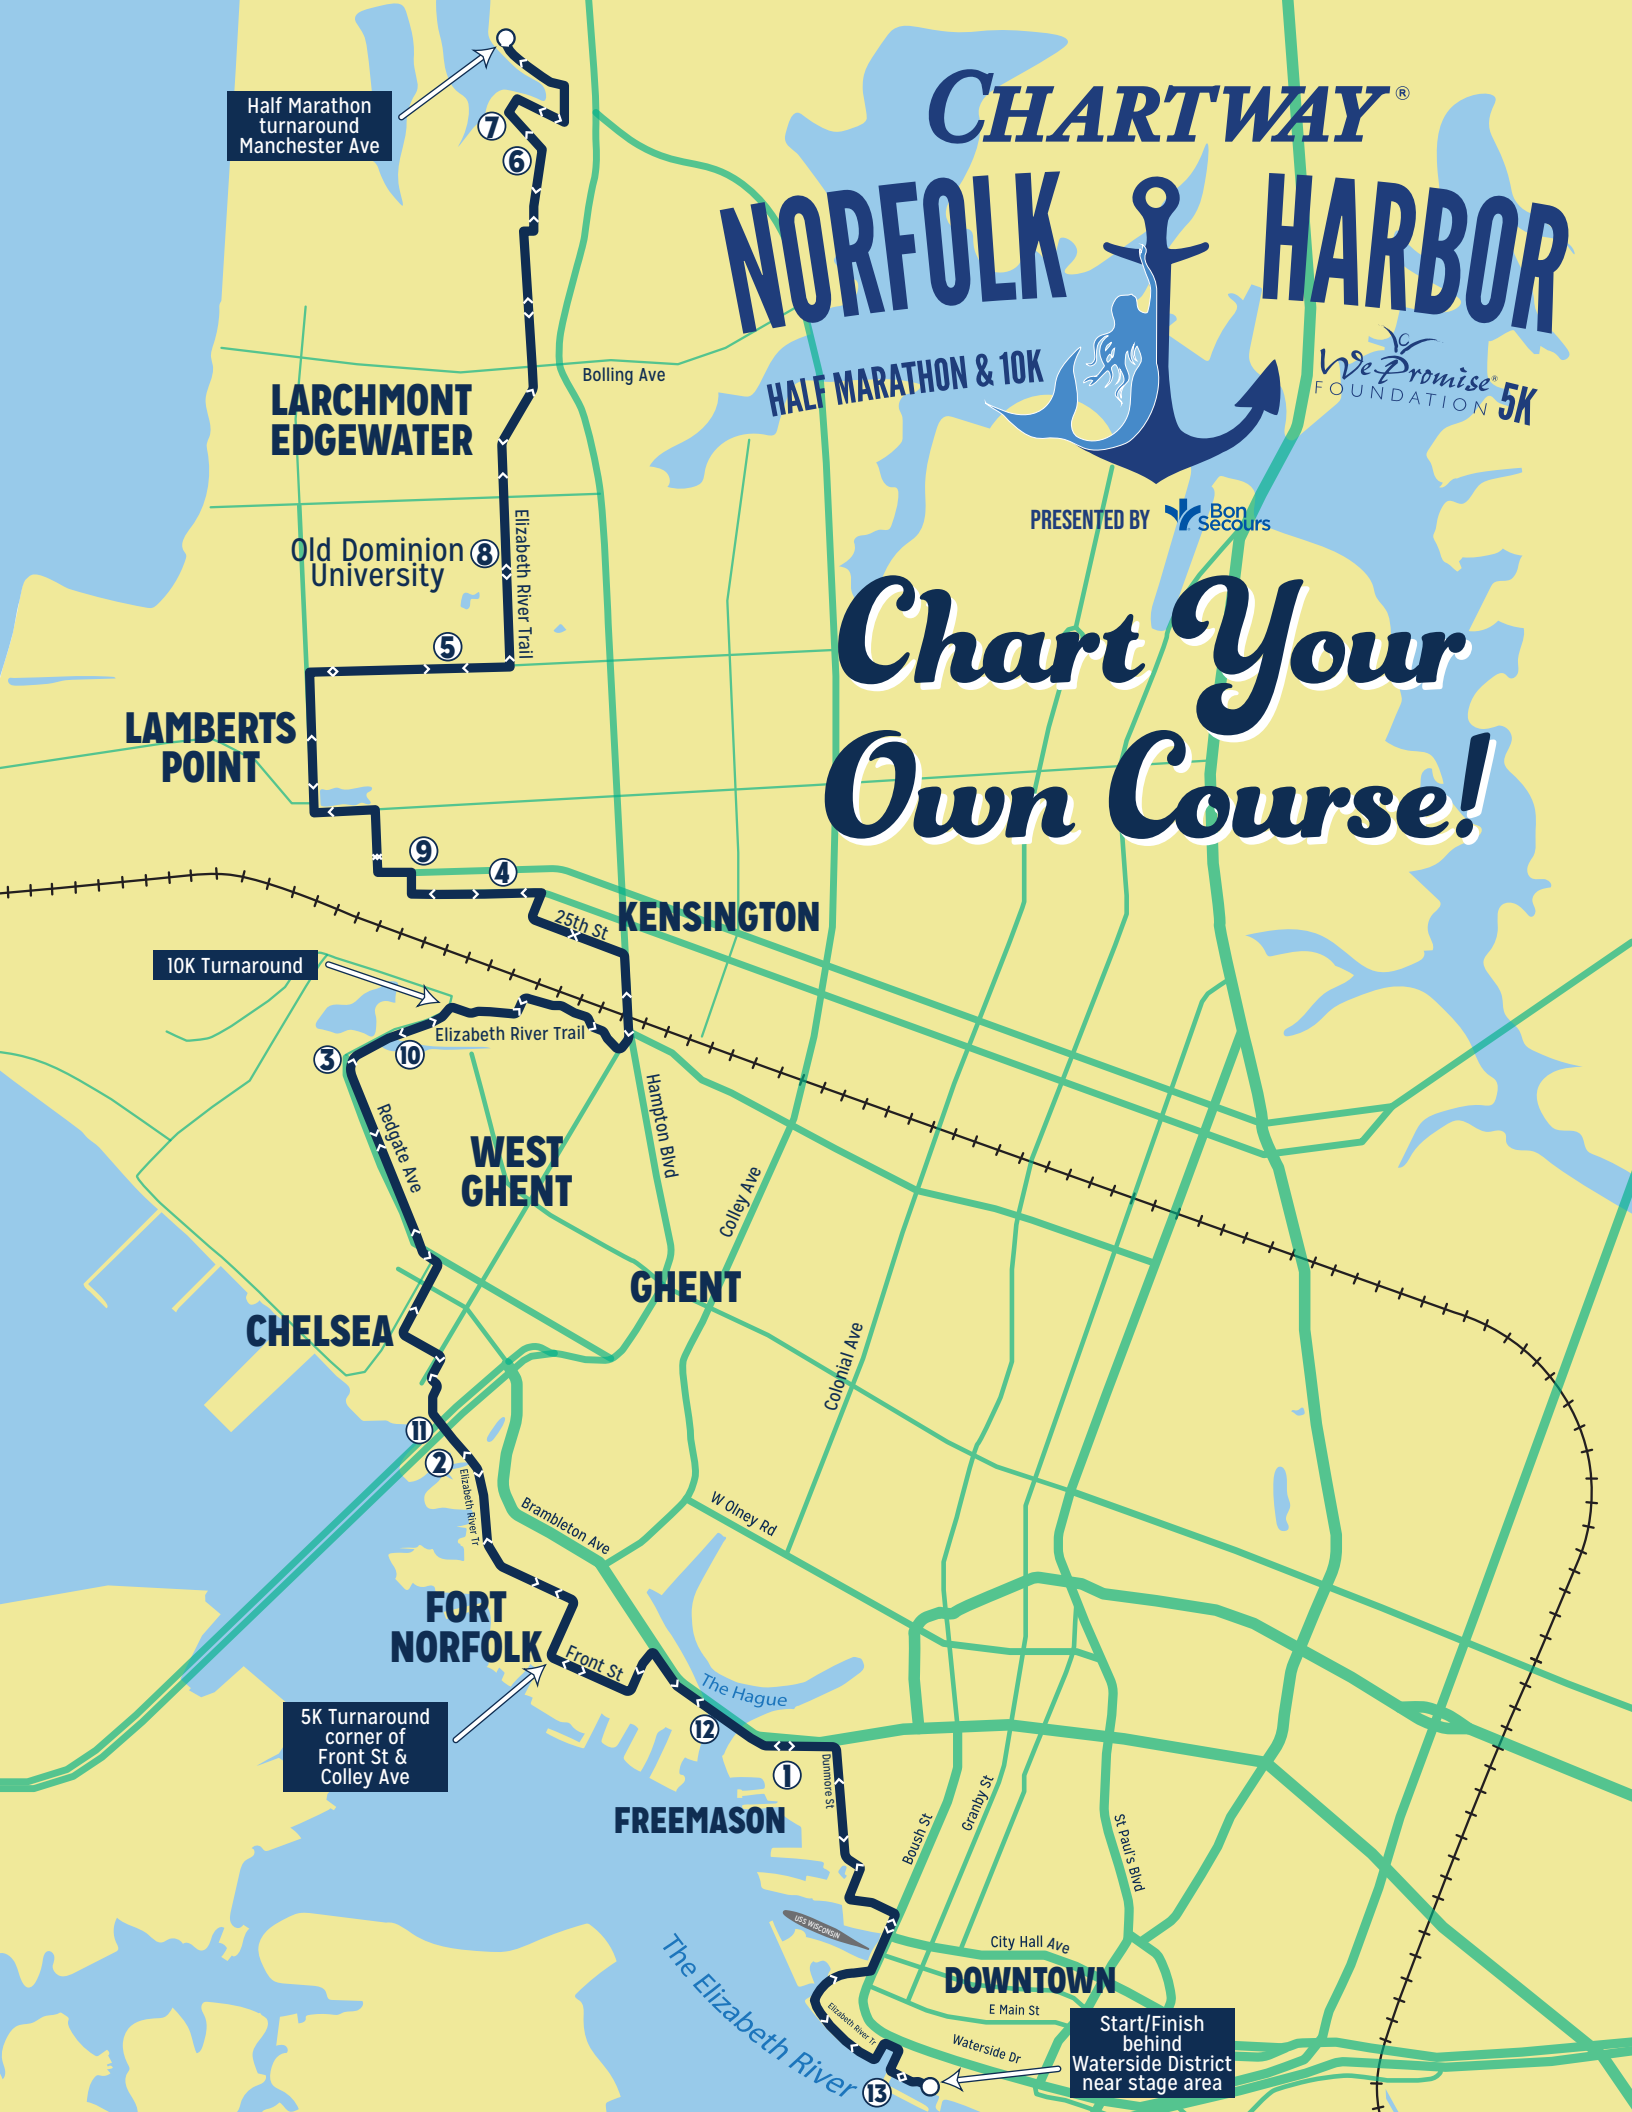 CHARTWAY®
NORFOLK HARBOR
HALF MARATHON & 10K
WePromise®
FOUNDATION 5K
PRESENTED BY Bon
Secours
Chart Your
Own Course!
Half Marathon
turnaround
Manchester Ave
7
6
Bolling Ave
LARCHMONT
EDGEWATER
Elizabeth River Trail
Old Dominion
University
8
5
LAMBERTS
POINT
9
4
25th St
KENSINGTON
10K Turnaround
Elizabeth River Trail
3
10
Redgate Ave
Hampton Blvd
WEST
GHENT
Colley Ave
GHENT
CHELSEA
Colonial Ave
11
2
Elizabeth River Tr
Brambleton Ave
W Olney Rd
FORT
NORFOLK
Front St
The Hague
5K Turnaround
corner of
Front St &
Colley Ave
12
1
Dunmore St
FREEMASON
Boush St
Granby St
St Paul's Blvd
USS WISCONSIN
City Hall Ave
DOWNTOWN
E Main St
The Elizabeth River
Elizabeth River Tr
Waterside Dr
Start/Finish
behind
Waterside District
near stage area
13